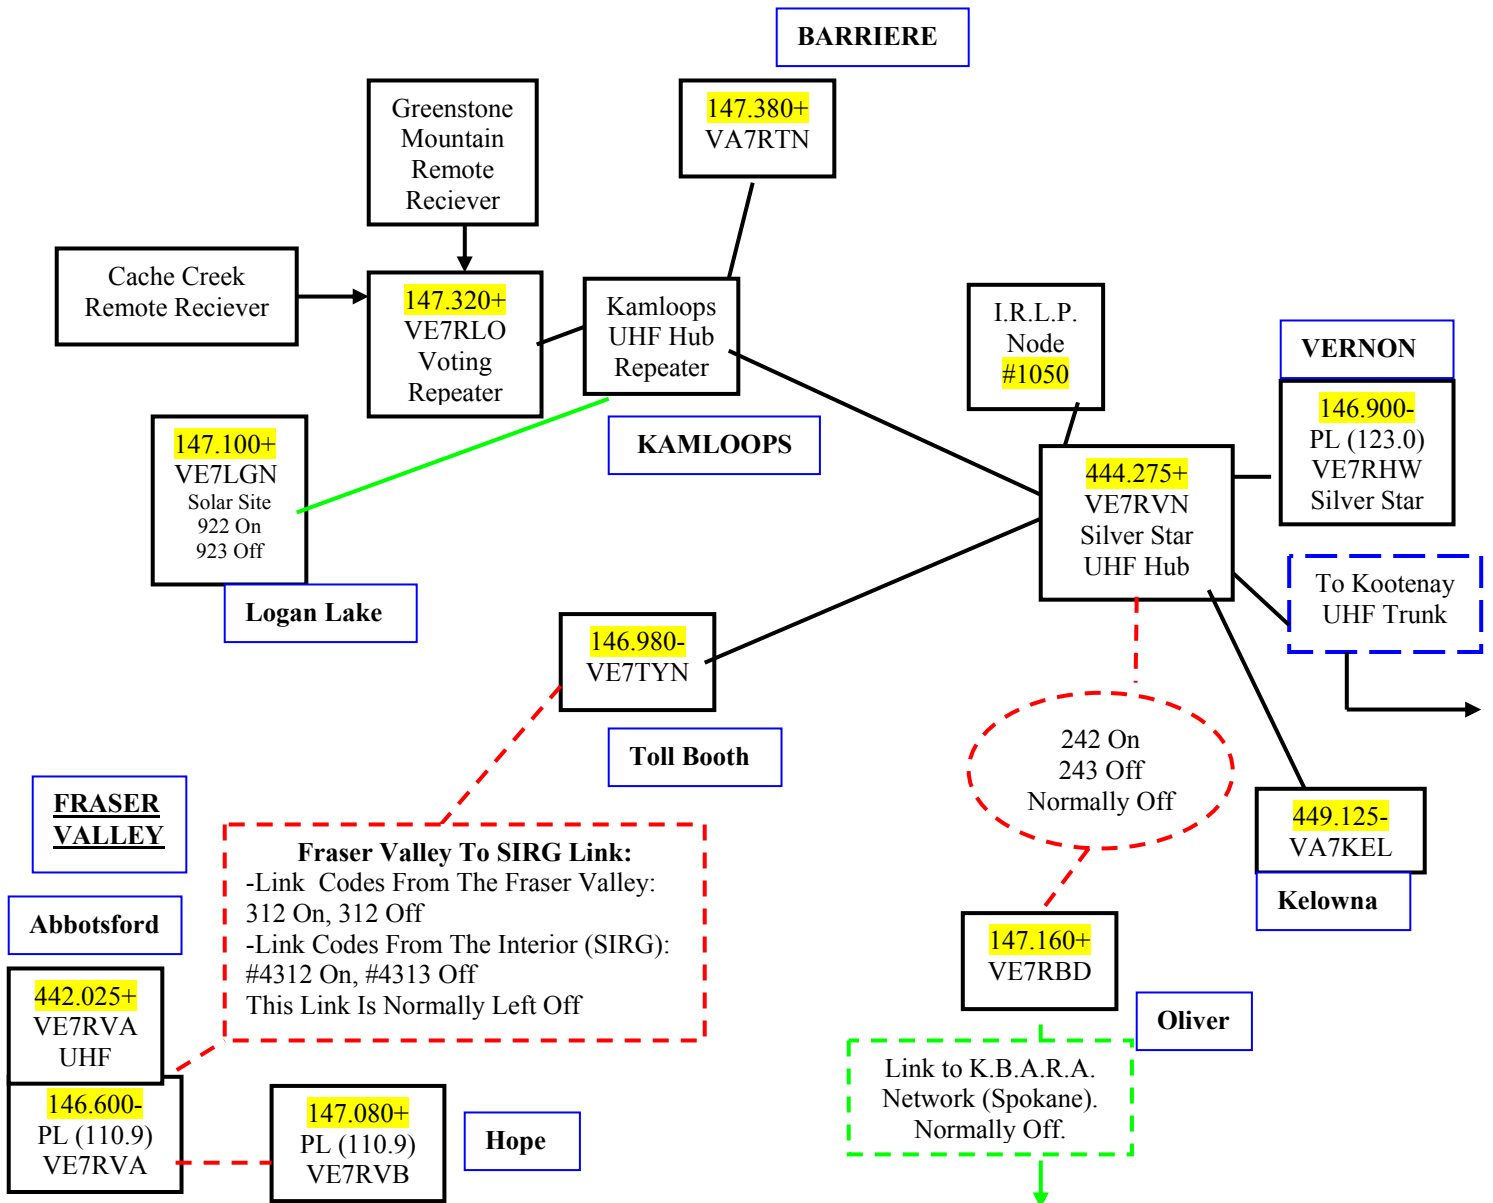 BARRIERE
Greenstone
Mountain
Remote
Reciever
147.380+
VA7RTN
Cache Creek
Remote Reciever
147.320+
VE7RLO
Voting
Repeater
Kamloops
UHF Hub
Repeater
I.R.L.P.
Node
#1050
VERNON
146.900-
PL (123.0)
VE7RHW
Silver Star
147.100+
VE7LGN
Solar Site
922 On
923 Off
KAMLOOPS
444.275+
VE7RVN
Silver Star
UHF Hub
Logan Lake
To Kootenay
UHF Trunk
146.980-
VE7TYN
Toll Booth
242 On
243 Off
Normally Off
FRASER
VALLEY
449.125-
VA7KEL
Kelowna
Fraser Valley To SIRG Link:
-Link Codes From The Fraser Valley:
312 On, 312 Off
-Link Codes From The Interior (SIRG):
#4312 On, #4313 Off
This Link Is Normally Left Off
Abbotsford
442.025+
VE7RVA
UHF
146.600-
PL (110.9)
VE7RVA
147.080+
PL (110.9)
VE7RVB
Hope
147.160+
VE7RBD
Oliver
Link to K.B.A.R.A.
Network (Spokane).
Normally Off.